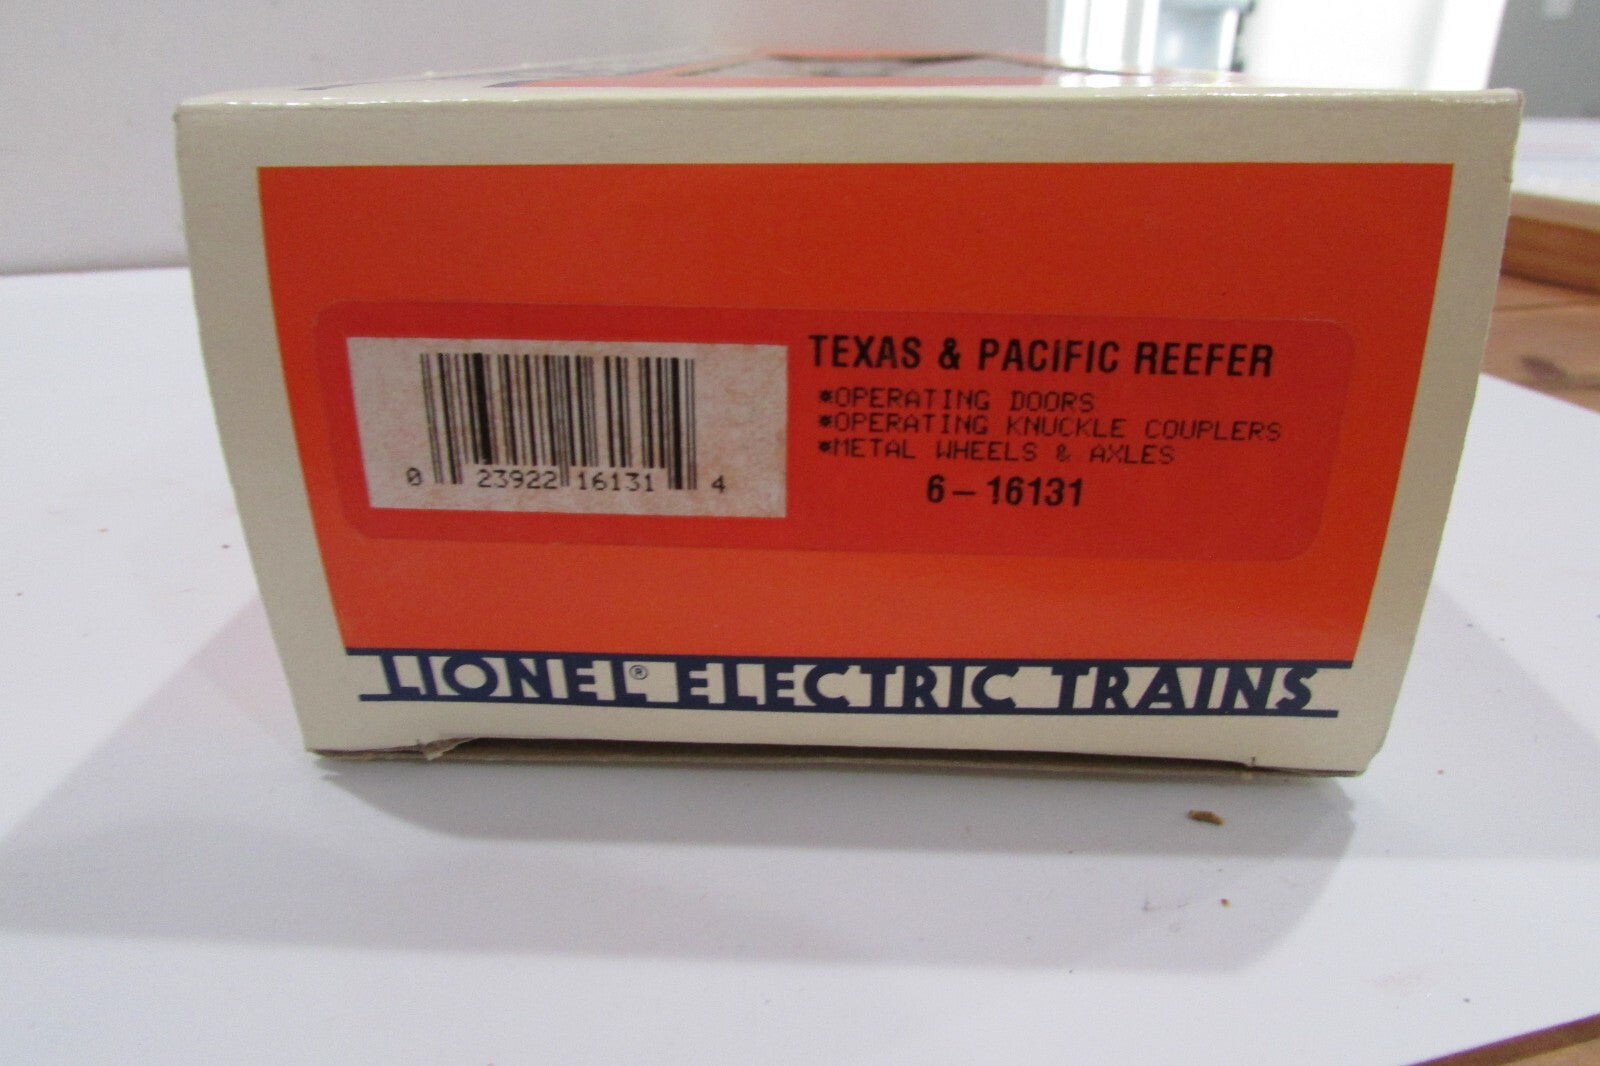 TEXAS & PACIFIC REEFER
*OPERATING DOORS
*OPERATING KNUCKLE COUPLERS
*METAL WHEELS & AXLES
6-16131
0 23922 16131 4
LIONEL® ELECTRIC TRAINS